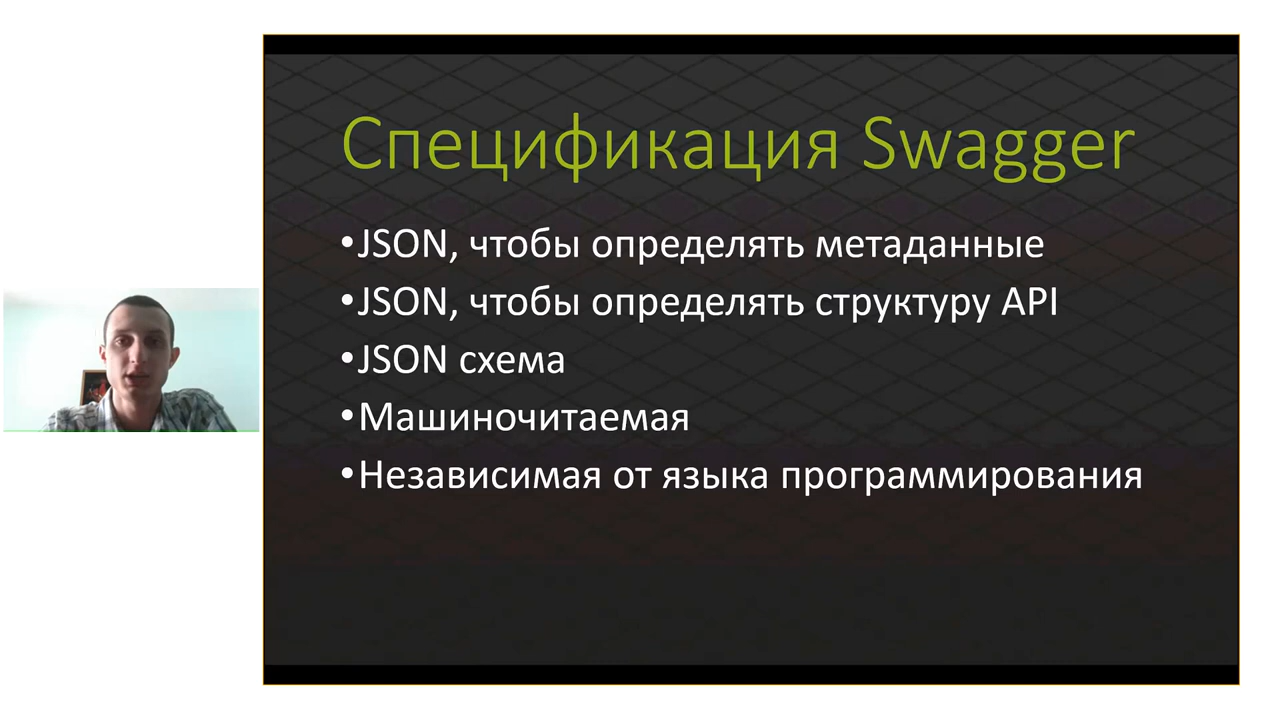 Спецификация Swagger
•JSON, чтобы определять метаданные
•JSON, чтобы определять структуру API
•JSON схема
•Машиночитаемая
•Независимая от языка программирования